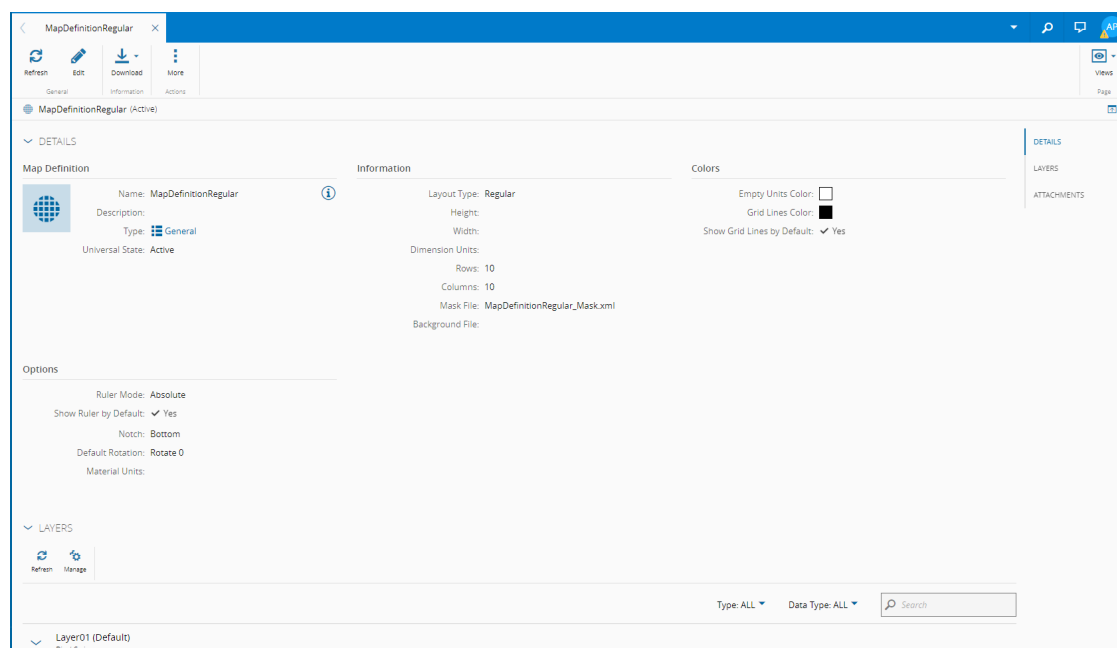 MapDefinitionRegular
AP
Refresh Edit Download More Views
General Information Actions Page
MapDefinitionRegular (Active)
DETAILS
DETAILS
LAYERS
ATTACHMENTS
Map Definition
Name: MapDefinitionRegular
Description:
Type: General
Universal State: Active
Information
Layout Type: Regular
Height:
Width:
Dimension Units:
Rows: 10
Columns: 10
Mask File: MapDefinitionRegular_Mask.xml
Background File:
Colors
Empty Units Color:
Grid Lines Color:
Show Grid Lines by Default: Yes
Options
Ruler Mode: Absolute
Show Ruler by Default: Yes
Notch: Bottom
Default Rotation: Rotate 0
Material Units:
LAYERS
Refresh Manage
Type: ALL Data Type: ALL Search
Layer01 (Default)